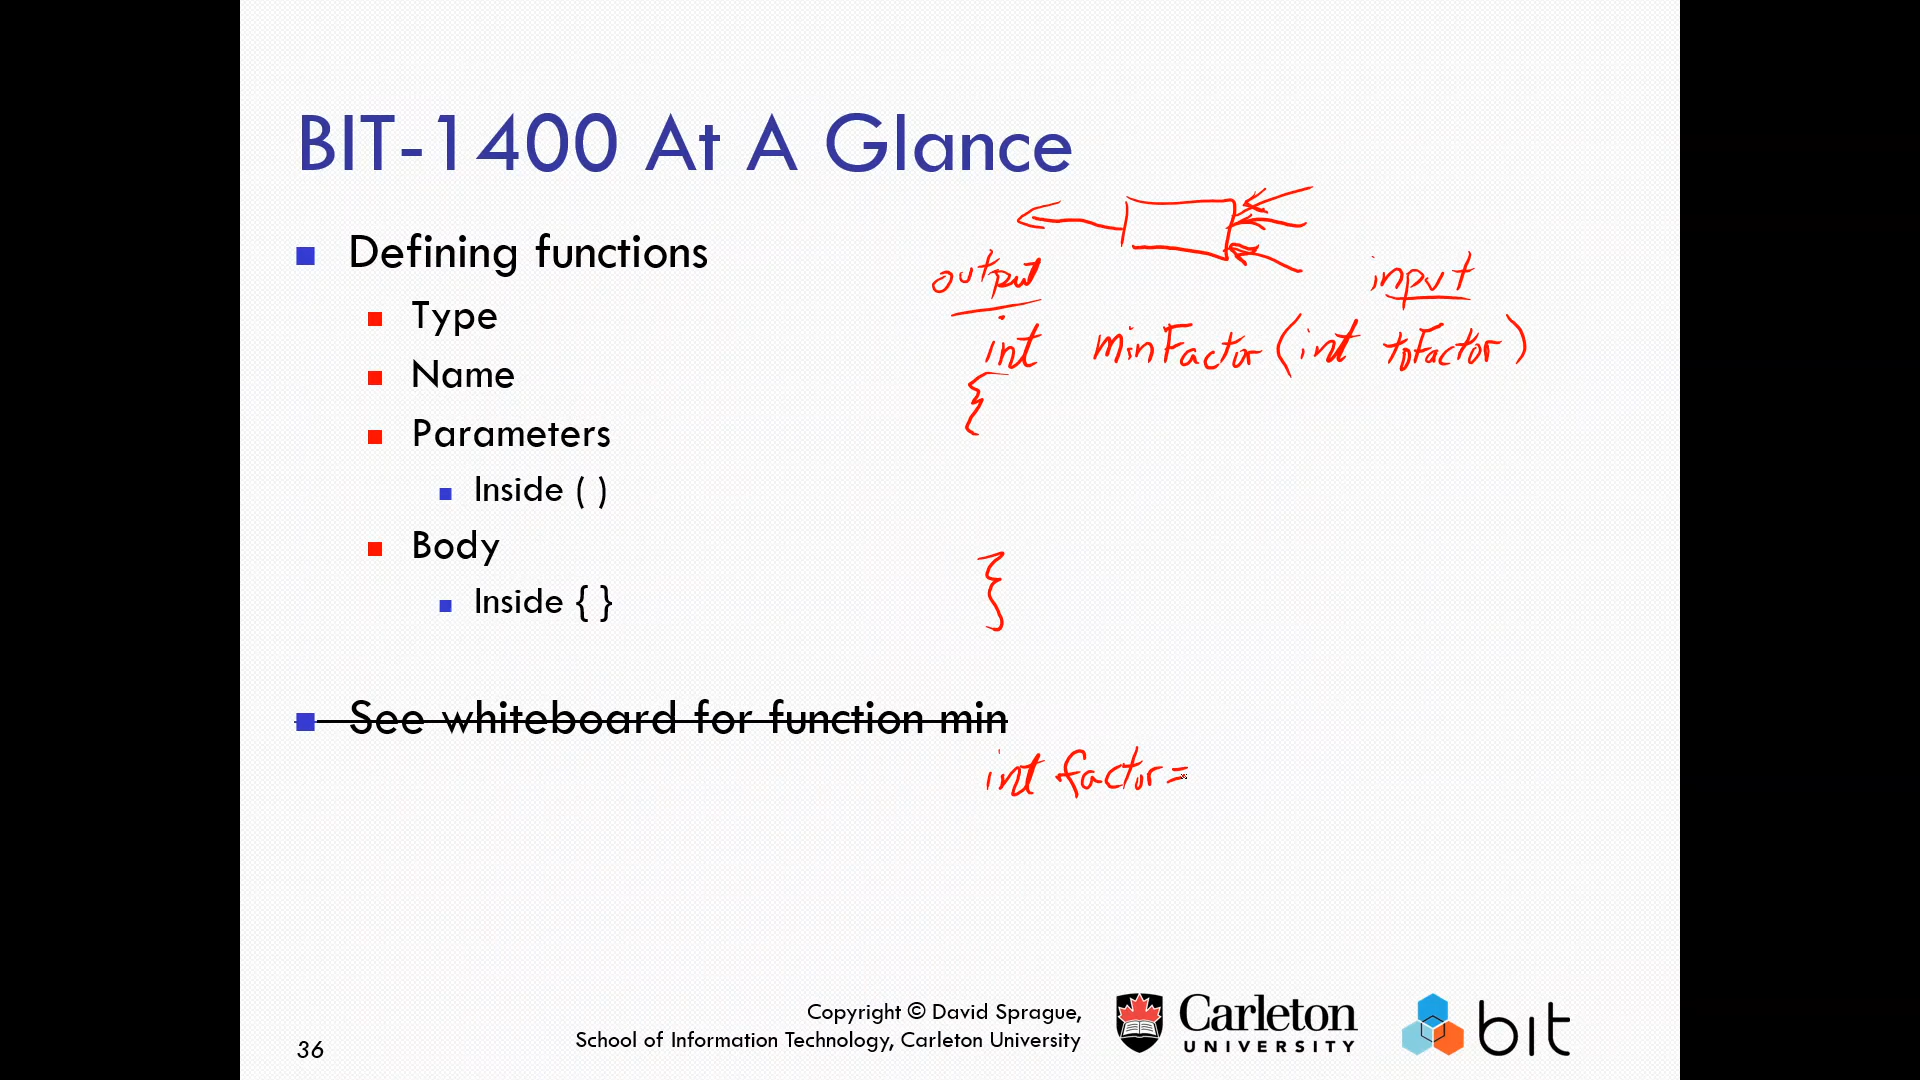 BIT-1400 At A Glance
Defining functions
Type
Name
Parameters
Inside ( )
Body
Inside { }
See whiteboard for function min
output
input
int minFactor (int toFactor)
{
}
int factor =
Copyright © David Sprague,
School of Information Technology, Carleton University
Carleton
UNIVERSITY
bit
36